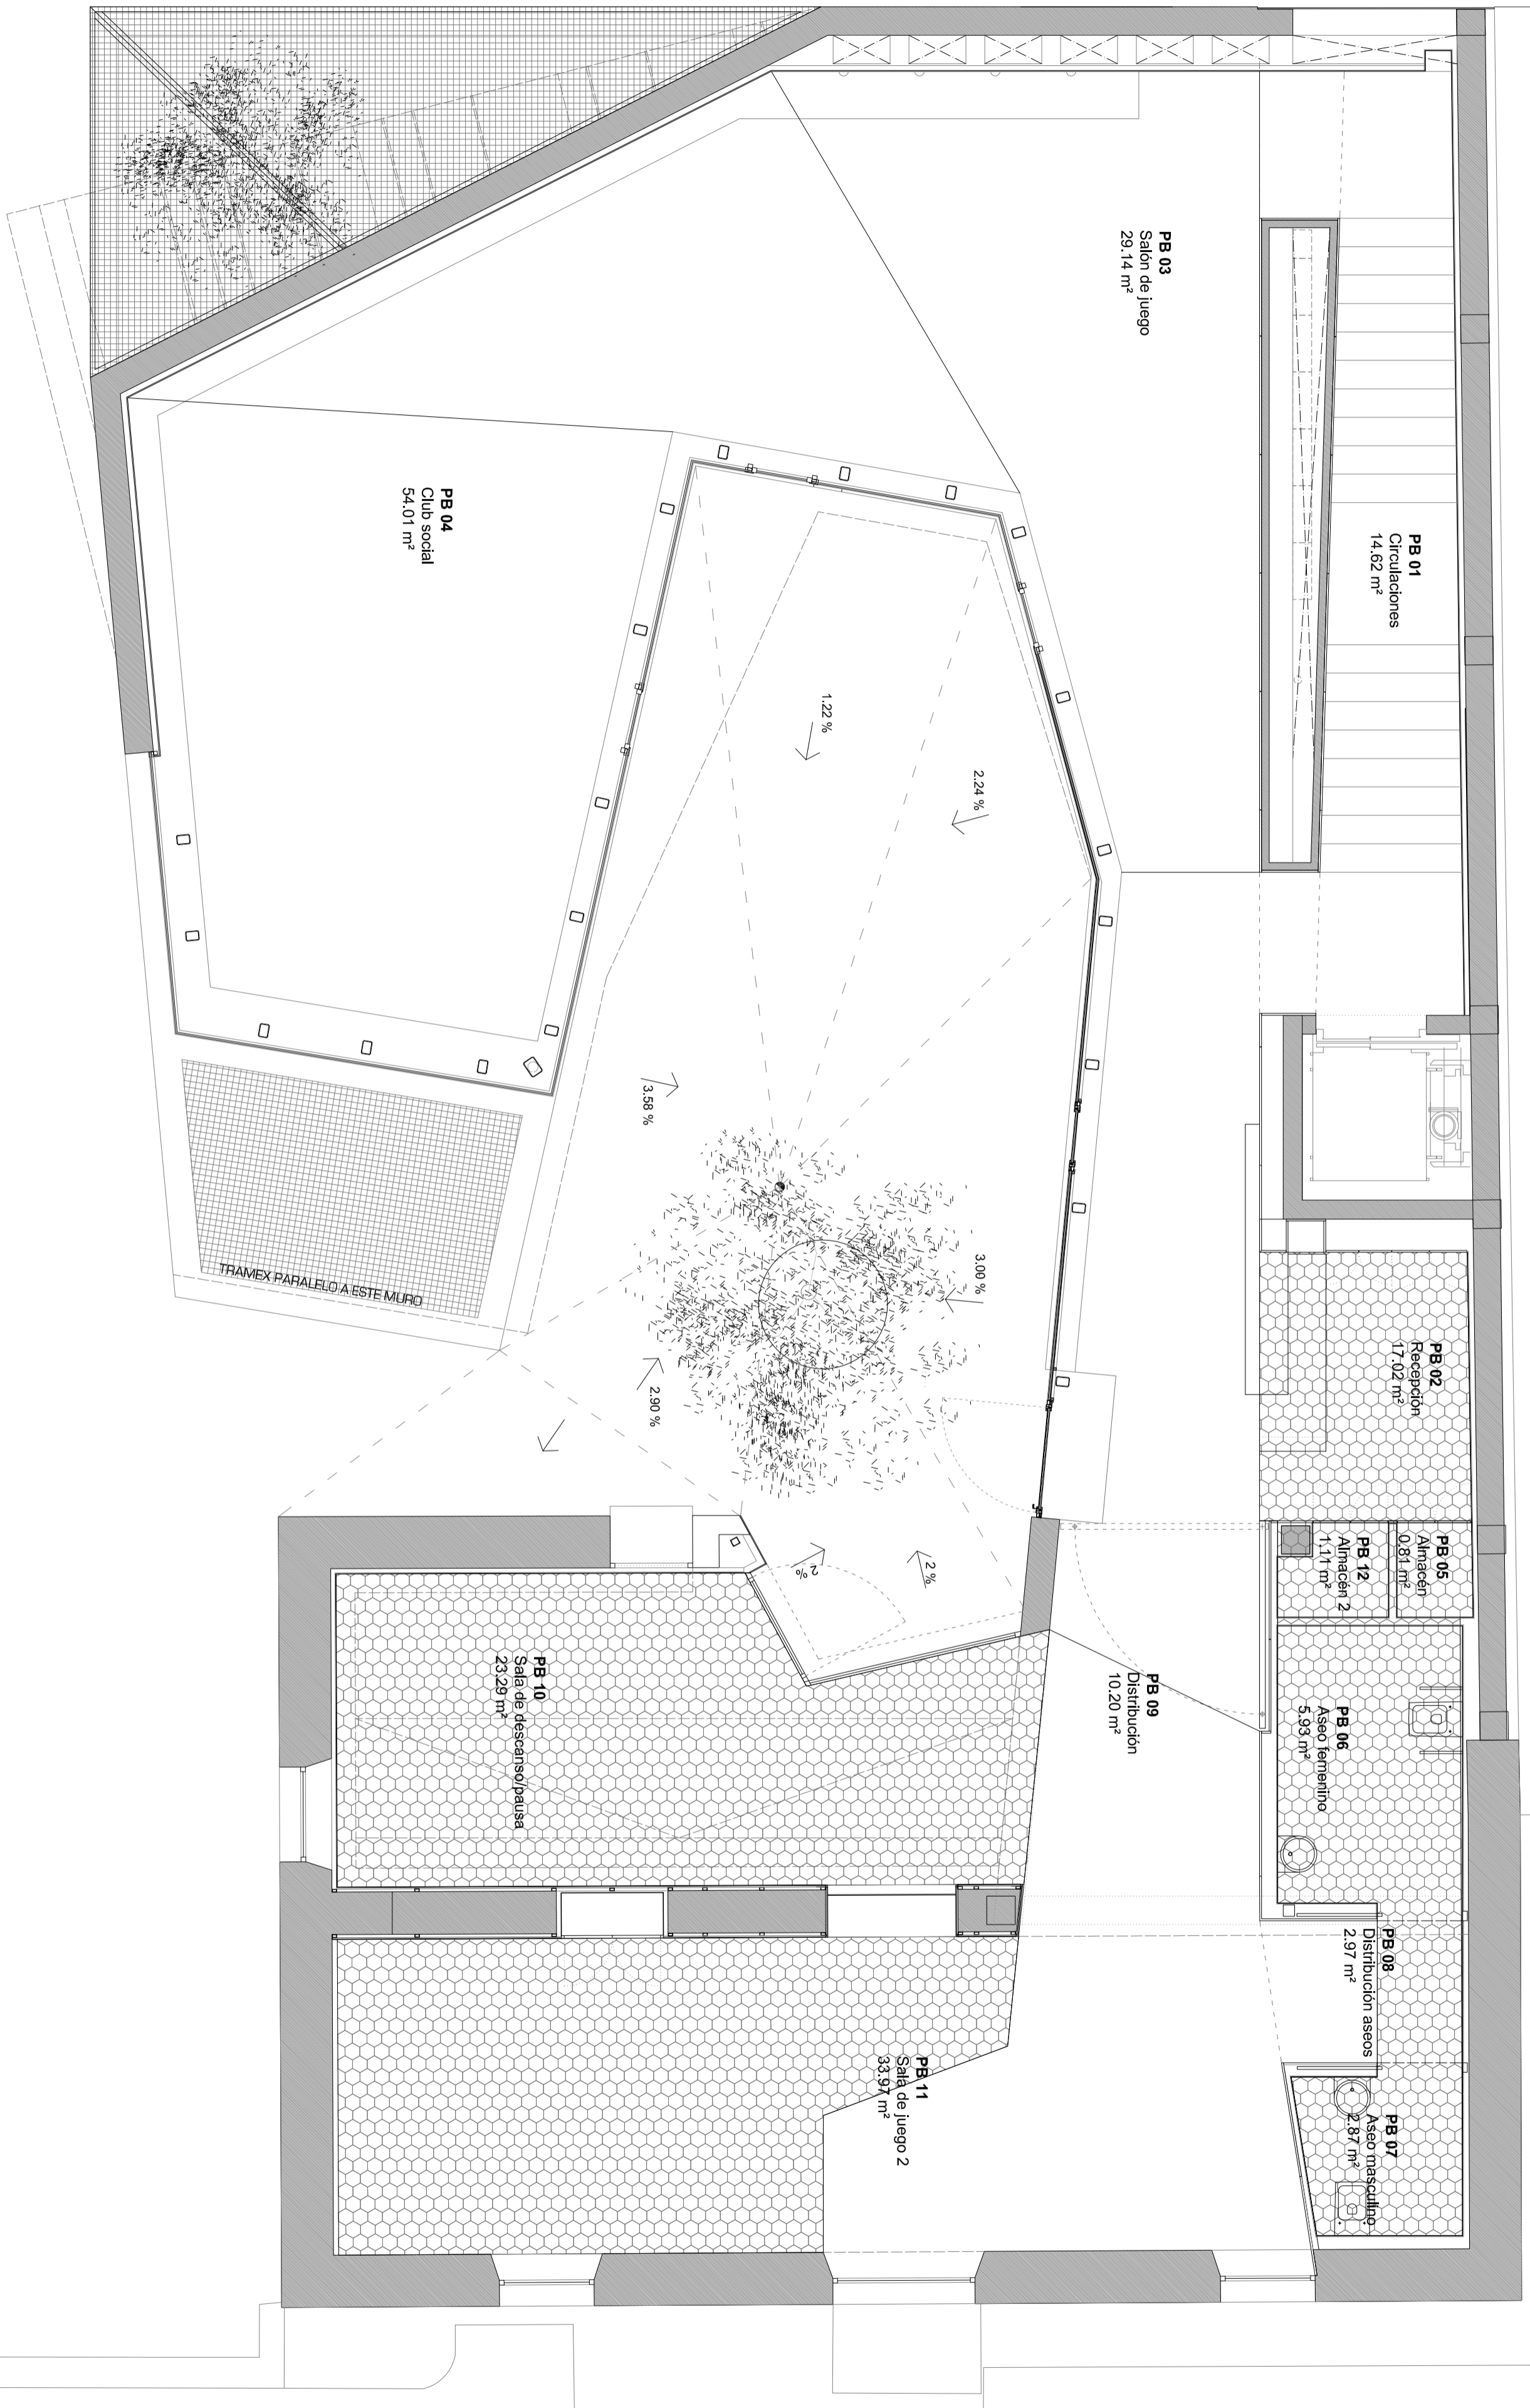 PB 01
Circulaciones
14.62 m²
PB 02
Recepción
17.02 m²
PB 03
Salón de juego
29.14 m²
PB 04
Club social
54.01 m²
PB 05
Almacén
0.81 m²
PB 12
Almacén 2
1.11 m²
PB 06
Aseo femenino
5.93 m²
PB 08
Distribución aseos
2.97 m²
PB 07
Aseo masculino
2.87 m²
PB 09
Distribución
10.20 m²
PB 10
Sala de descanso/pausa
23.29 m²
PB 11
Sala de juego 2
33.97 m²
1.22 %
2.24 %
3.58 %
3.00 %
2.90 %
2 %
2 %
TRAMEX PARALELO A ESTE MURO